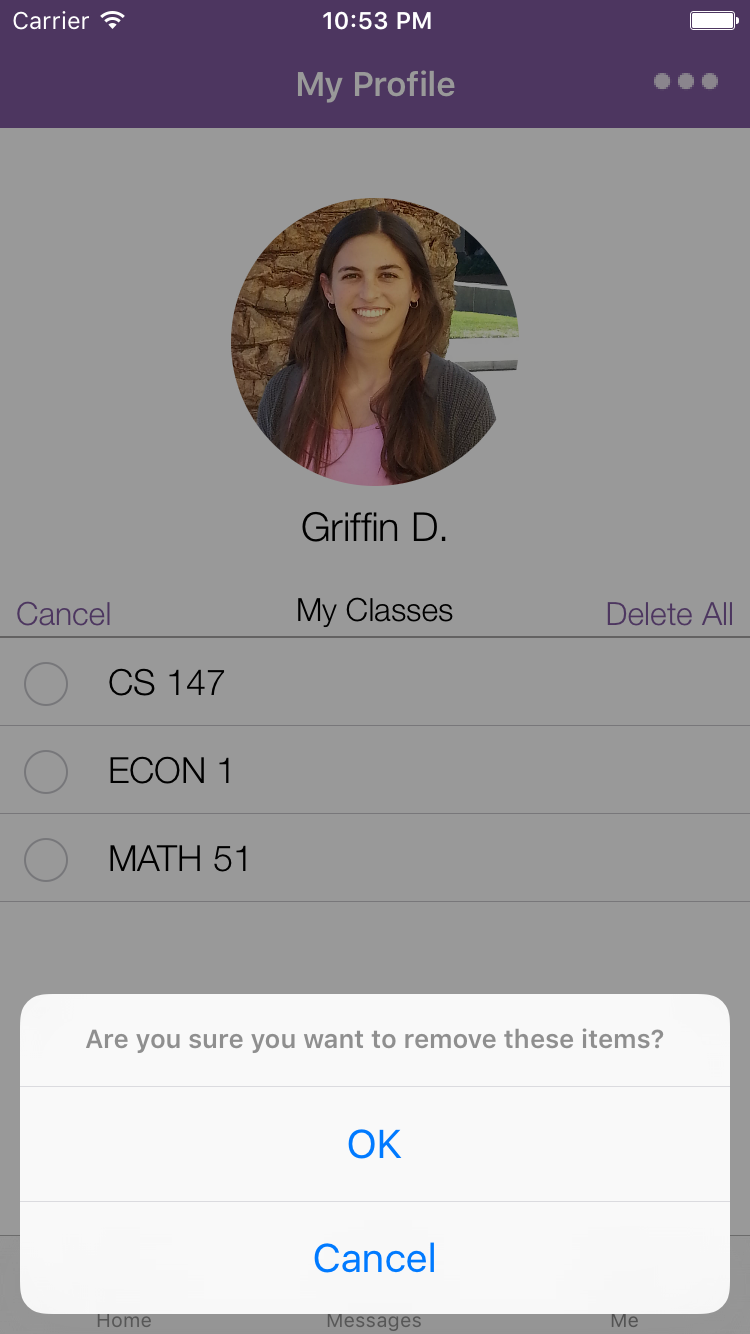 Carrier 10:53 PM
My Profile
Griffin D.
Cancel My Classes Delete All
CS 147
ECON 1
MATH 51
Are you sure you want to remove these items?
OK
Cancel
Home Messages Me